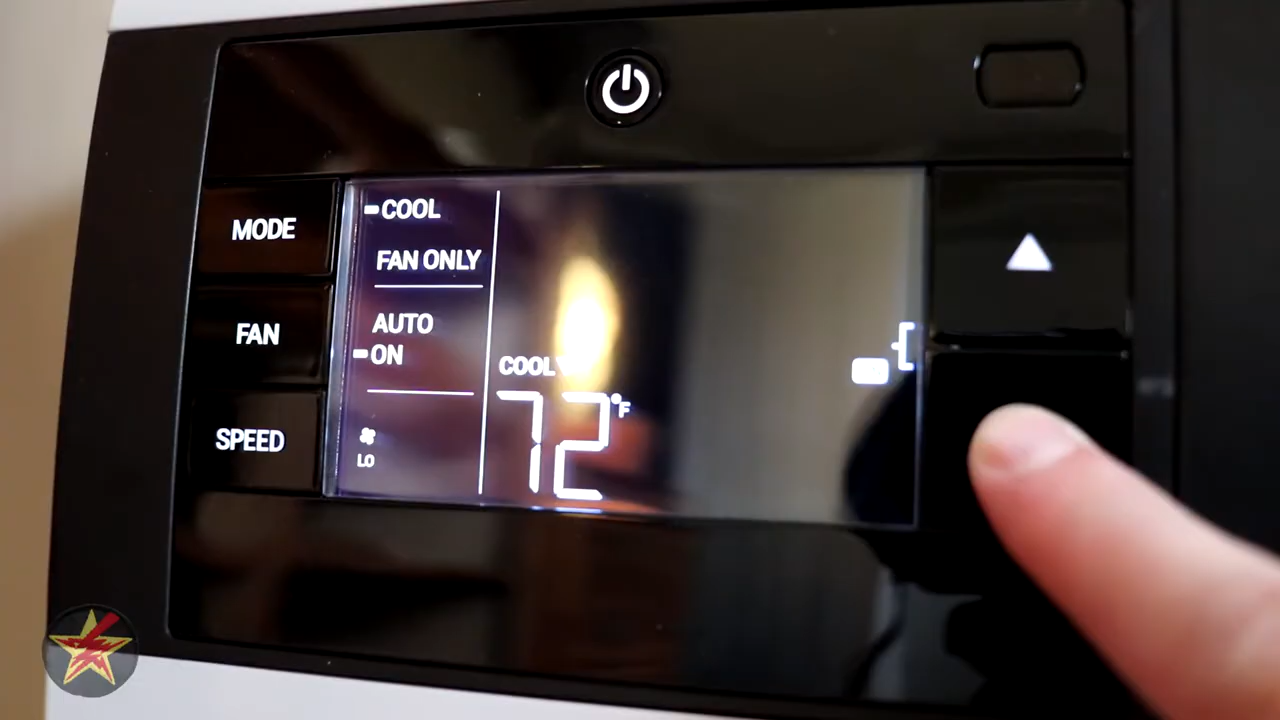 MODE
FAN
SPEED
COOL
FAN ONLY
AUTO
ON
LO
COOL
72°F